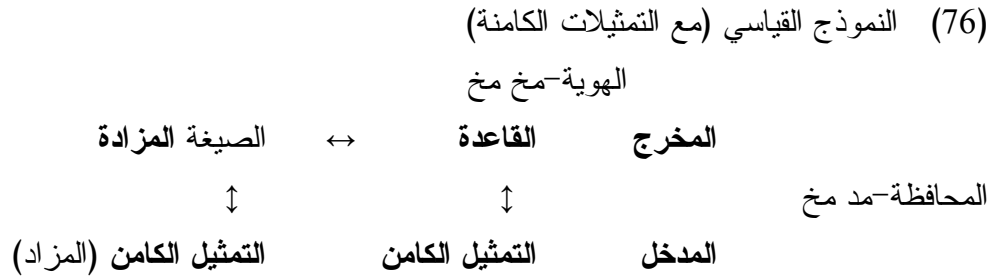 (76) النموذج القياسي (مع التمثيلات الكامنة)
الهوية-مخ مخ
المخرج القاعدة ↔ الصيغة المزادة
المحافظة-مد مخ ↕ ↕
المدخل التمثيل الكامن التمثيل الكامن (المزاد)